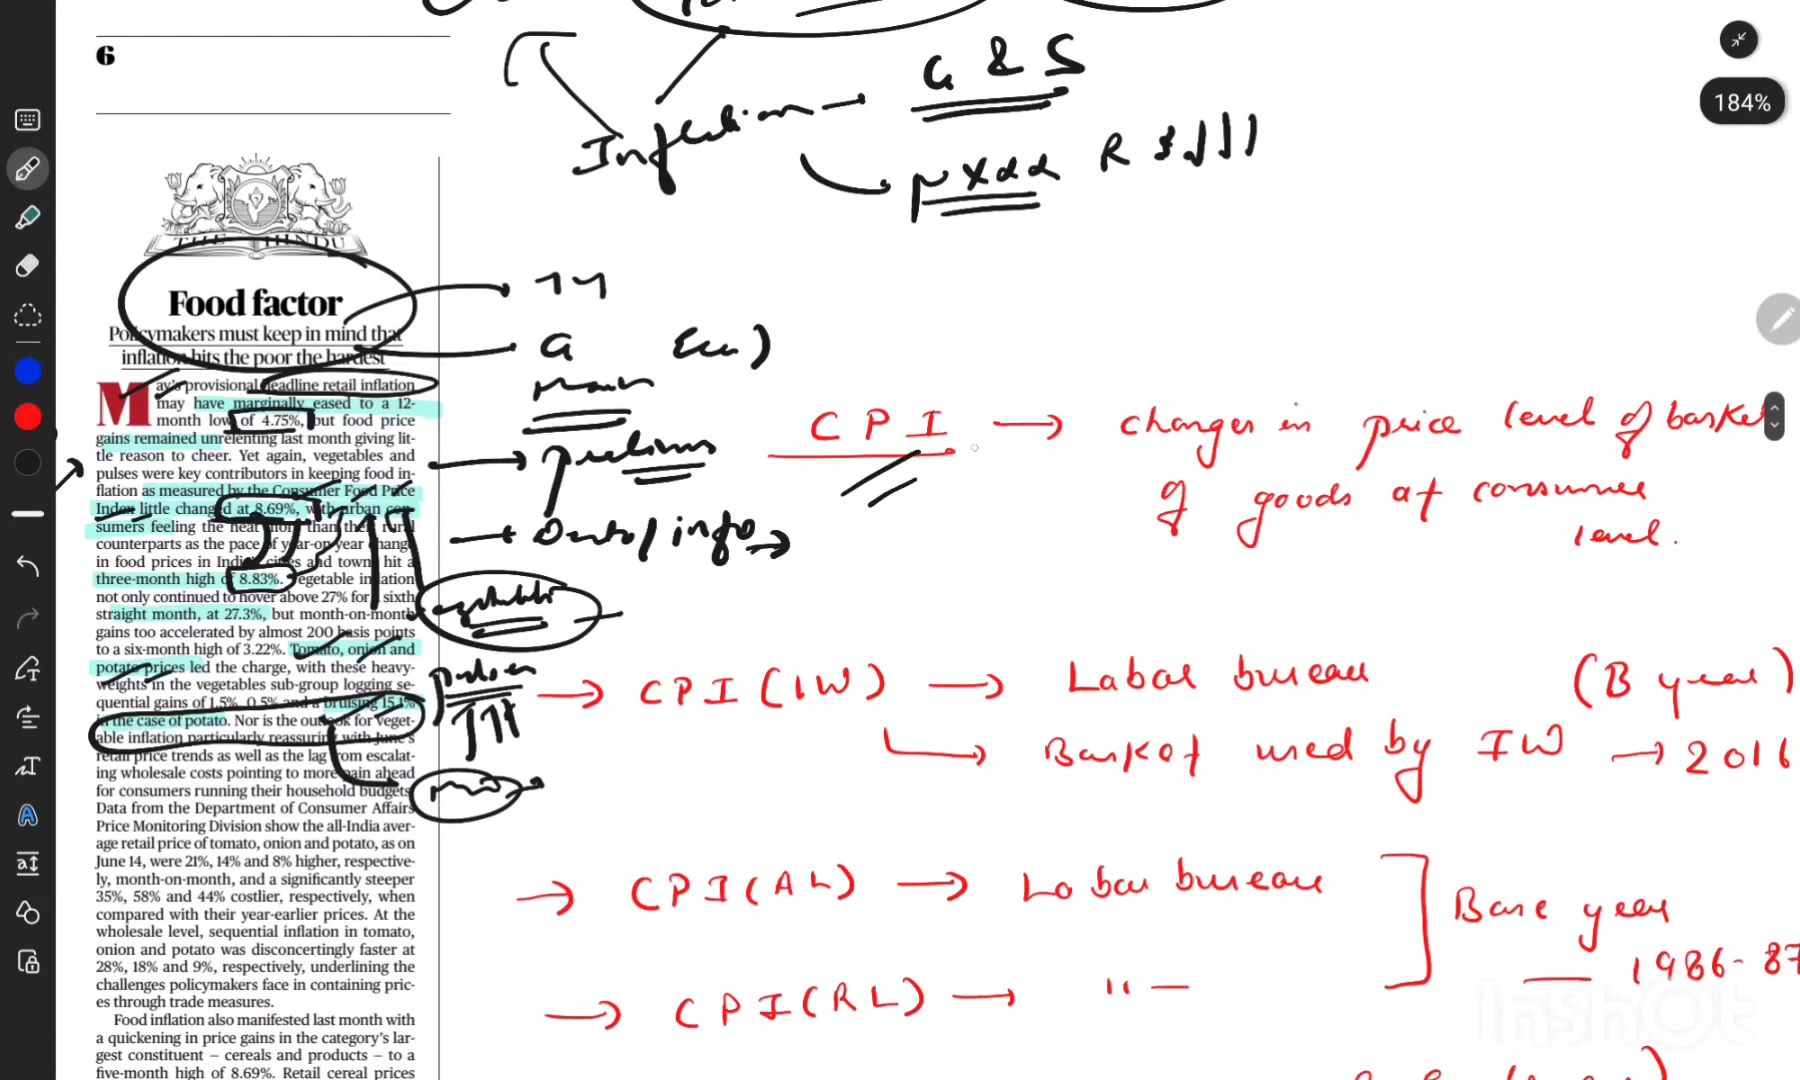 184%
6
G & S
Inflation
R $
THE HINDU
Food factor
Policymakers must keep in mind that
inflation hits the poor the hardest
May's provisional headline retail inflation
may have marginally eased to a 12-
month low of 4.75%, but food price
gains remained unrelenting last month giving lit-
tle reason to cheer. Yet again, vegetables and
pulses were key contributors in keeping food in-
flation as measured by the Consumer Food Price
Index little changed at 8.69%, with urban con-
sumers feeling the heat more than their rural
counterparts as the pace of year-on-year change
in food prices in India's cities and towns hit a
three-month high of 8.83%. Vegetable inflation
not only continued to hover above 27% for a sixth
straight month, at 27.3%, but month-on-month
gains too accelerated by almost 200 basis points
to a six-month high of 3.22%. Tomato, onion and
potato prices led the charge, with these heavy-
weights in the vegetables sub-group logging se-
quential gains of 1.5%, 0.5% and a bruising 15.1%
in the case of potato. Nor is the outlook for veget-
able inflation particularly reassuring with June's
retail price trends as well as the lag from escalat-
ing wholesale costs pointing to more pain ahead
for consumers running their household budgets.
Data from the Department of Consumer Affairs'
Price Monitoring Division show the all-India aver-
age retail price of tomato, onion and potato, as on
June 14, were 21%, 14% and 8% higher, respective-
ly, month-on-month, and a significantly steeper
35%, 58% and 44% costlier, respectively, when
compared with their year-earlier prices. At the
wholesale level, sequential inflation in tomato,
onion and potato was disconcertingly faster at
28%, 18% and 9%, respectively, underlining the
challenges policymakers face in containing pric-
es through trade measures.
Food inflation also manifested last month with
a quickening in price gains in the category's lar-
gest constituent – cereals and products – to a
five-month high of 8.69%. Retail cereal prices
prelims
Data/info
vegetables
pulses
CPI → changes in price level of basket
of goods at consumer
level.
→ CPI (IW) → Labor bureau (B year)
Basket used by IW → 2016
→ CPI (AL) → Labor bureau
Base year
1986-87
→ CPI (RL) → " —
InShOt